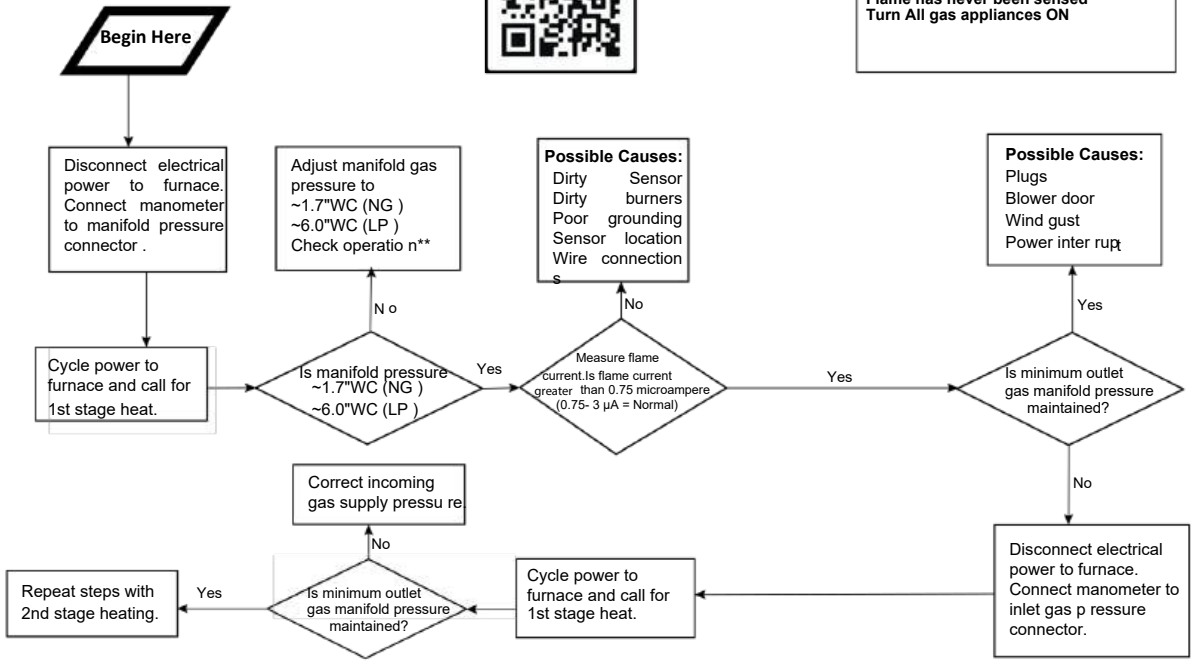 Flame has never been sensed
Turn All gas appliances ON
Begin Here
Disconnect electrical
power to furnace.
Connect manometer
to manifold pressure
connector .
Adjust manifold gas
pressure to
~1.7"WC (NG )
~6.0"WC (LP )
Check operatio n**
Possible Causes:
Dirty Sensor
Dirty burners
Poor grounding
Sensor location
Wire connection
s
Possible Causes:
Plugs
Blower door
Wind gust
Power inter rupt
N o
No
Yes
Cycle power to
furnace and call for
1st stage heat.
Is manifold pressure
~1.7"WC (NG )
~6.0"WC (LP )
Yes
Measure flame
current.Is flame current
greater than 0.75 microampere
(0.75- 3 µA = Normal)
Yes
Is minimum outlet
gas manifold pressure
maintained?
No
Correct incoming
gas supply pressu re.
No
Repeat steps with
2nd stage heating.
Yes
Is minimum outlet
gas manifold pressure
maintained?
Cycle power to
furnace and call for
1st stage heat.
Disconnect electrical
power to furnace.
Connect manometer to
inlet gas p ressure
connector.